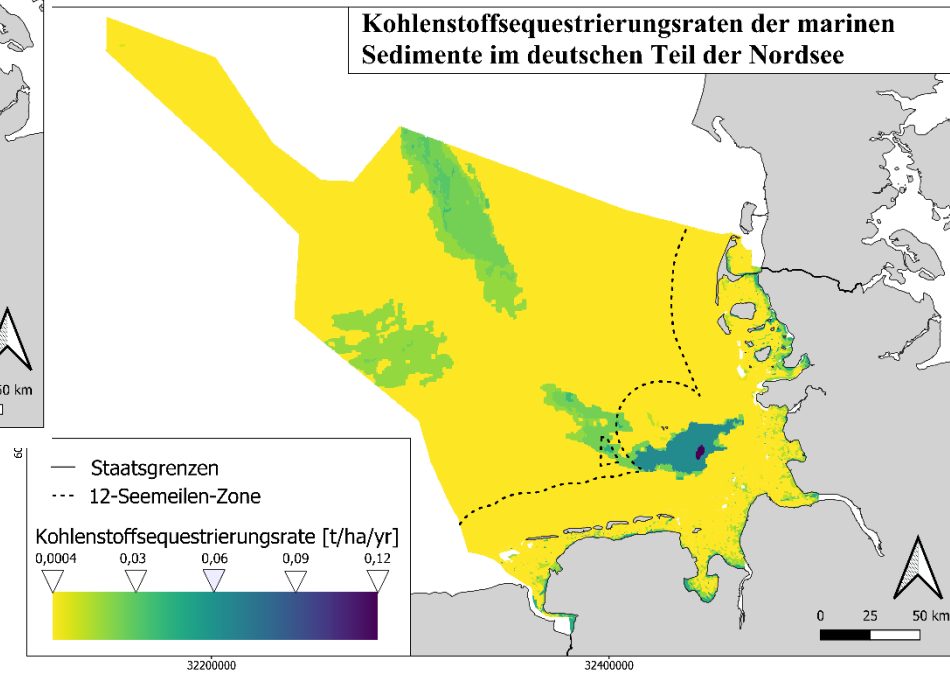 Kohlenstoffsequestrierungsraten der marinen
Sedimente im deutschen Teil der Nordsee
50 km
Staatsgrenzen
12-Seemeilen-Zone
Kohlenstoffsequestrierungsrate [t/ha/yr]
0,0004 0,03 0,06 0,09 0,12
0 25 50 km
32200000 32400000